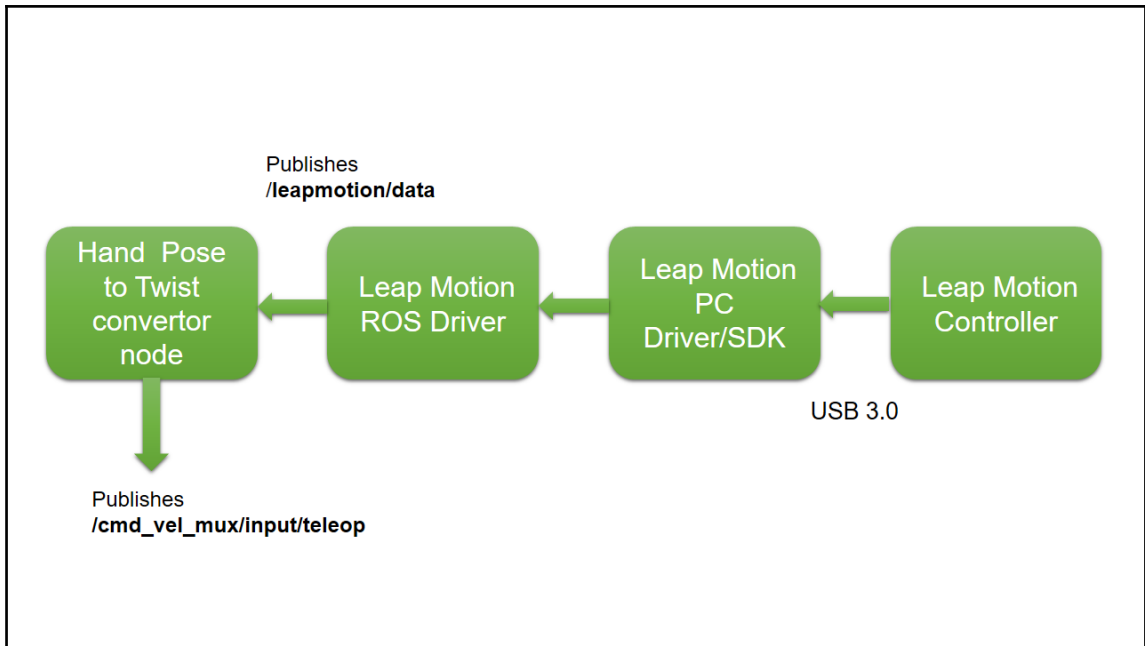 Publishes
/leapmotion/data
Hand Pose
to Twist
convertor
node
Leap Motion
ROS Driver
Leap Motion
PC
Driver/SDK
Leap Motion
Controller
USB 3.0
Publishes
/cmd_vel_mux/input/teleop